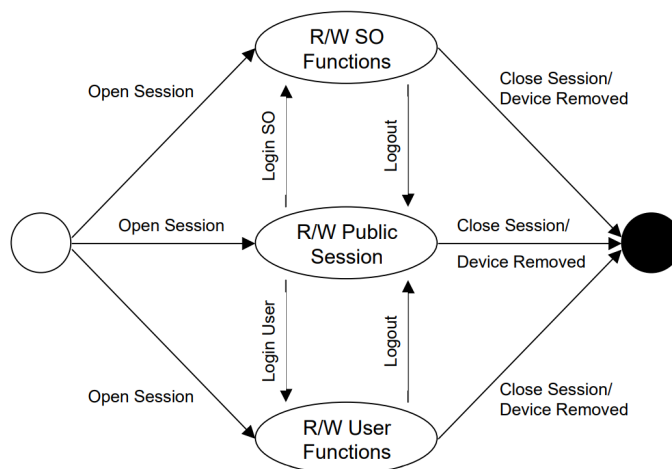 R/W SO
Functions
Open Session
Close Session/
Device Removed
Login SO
Logout
Open Session
R/W Public
Session
Close Session/
Device Removed
Login User
Logout
Open Session
Close Session/
Device Removed
R/W User
Functions